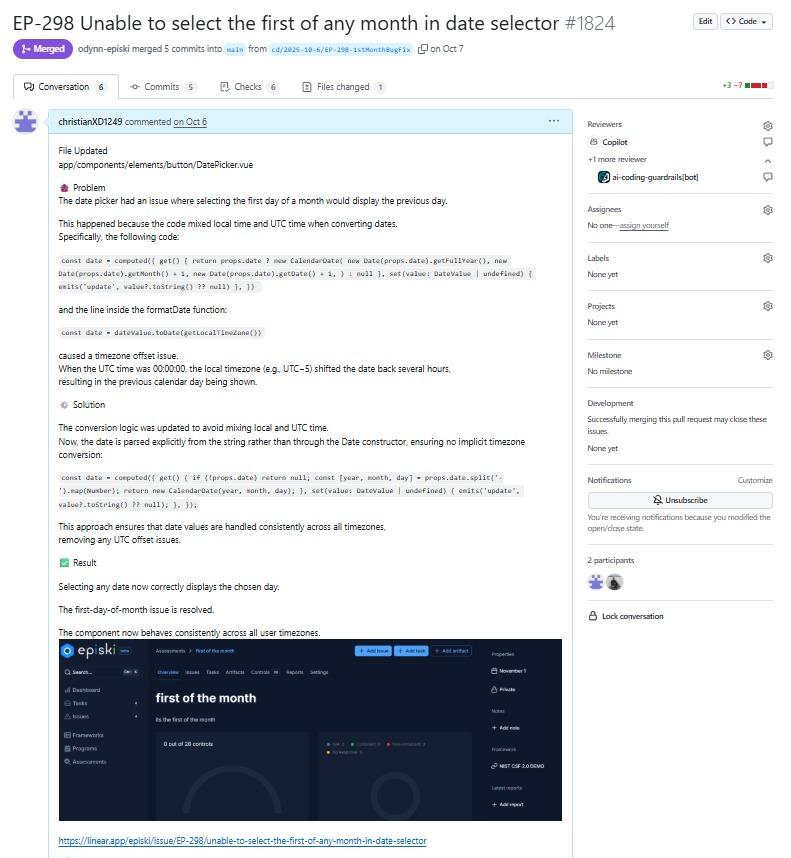 EP-298 Unable to select the first of any month in date selector #1824
Edit
<> Code
Merged
odynn-episki merged 5 commits into main from cd/2025-10-6/EP-298-1stMonthBugFix on Oct 7
Conversation 6
Commits 5
Checks 6
Files changed 1
+3 −7
christianXD1249 commented on Oct 6
File Updated
app/components/elements/button/DatePicker.vue
Problem
The date picker had an issue where selecting the first day of a month would display the previous day.
This happened because the code mixed local time and UTC time when converting dates.
Specifically, the following code:
const date = computed({ get() { return props.date ? new CalendarDate( new Date(props.date).getFullYear(), new
Date(props.date).getMonth() + 1, new Date(props.date).getDate() + 1, ) : null }, set(value: DateValue | undefined) {
emits('update', value?.toString() ?? null) }, })
and the line inside the formatDate function:
const date = dateValue.toDate(getLocalTimeZone())
caused a timezone offset issue.
When the UTC time was 00:00:00, the local timezone (e.g., UTC−5) shifted the date back several hours,
resulting in the previous calendar day being shown.
Solution
The conversion logic was updated to avoid mixing local and UTC time.
Now, the date is parsed explicitly from the string rather than through the Date constructor, ensuring no implicit timezone
conversion:
const date = computed({ get() { if (!props.date) return null; const [year, month, day] = props.date.split('-
').map(Number); return new CalendarDate(year, month, day); }, set(value: DateValue | undefined) { emits('update',
value?.toString() ?? null); }, });
This approach ensures that date values are handled consistently across all timezones,
removing any UTC offset issues.
Result
Selecting any date now correctly displays the chosen day.
The first-day-of-month issue is resolved.
The component now behaves consistently across all user timezones.
episki beta
Search...
Dashboard
Tasks 4
Issues 4
Frameworks
Programs
Assessments
Assessments > first of the month
+ Add issue
+ Add task
+ Add artifact
Overview Issues Tasks Artifacts Controls Reports Settings
first of the month
its the first of the month
0 out of 28 controls
Properties
November 1
Private
Notes
+ Add note
Framework
NIST CSF 2.0 DEMO
Latest reports
+ Add report
https://linear.app/episki/issue/EP-298/unable-to-select-the-first-of-any-month-in-date-selector
Reviewers
Copilot
+1 more reviewer
ai-coding-guardrails[bot]
Assignees
No one—assign yourself
Labels
None yet
Projects
None yet
Milestone
No milestone
Development
Successfully merging this pull request may close these
issues.
None yet
Notifications
Customize
Unsubscribe
You're receiving notifications because you modified the
open/close state.
2 participants
Lock conversation